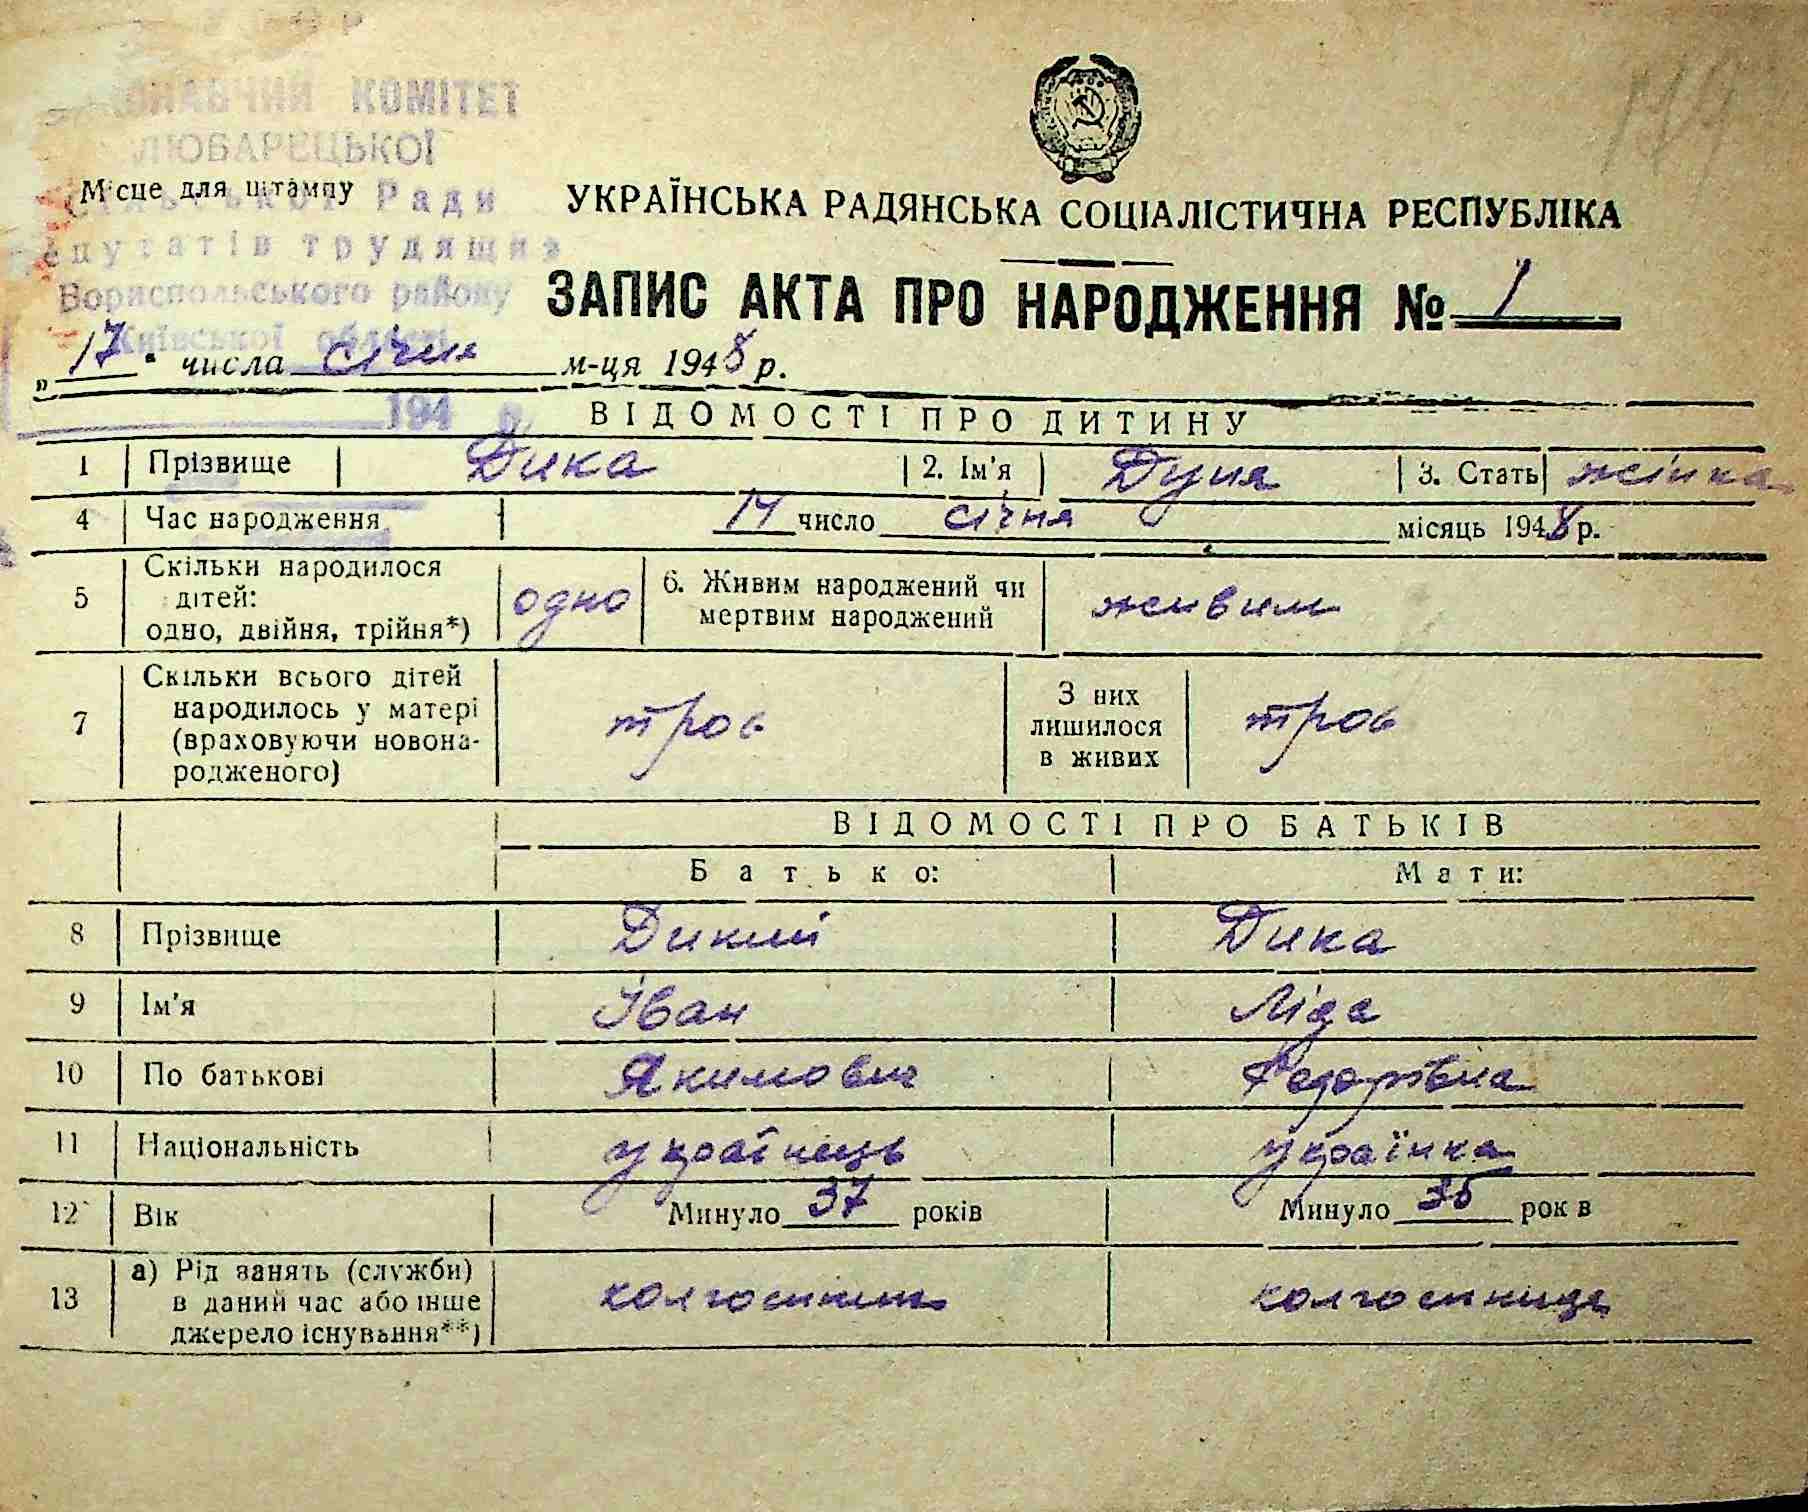 КОМІТЕТ
ЛЮБАРЕЦЬКОЇ
Місце для штампу
Ради
УКРАЇНСЬКА РАДЯНСЬКА СОЦІАЛІСТИЧНА РЕСПУБЛІКА
трудящих
Бориспольського району
Київської області
ЗАПИС АКТА ПРО НАРОДЖЕННЯ № 1
„17" числа січня м-ця 1948 р.
194 р.
ВІДОМОСТІ ПРО ДИТИНУ
1 Прізвище Дика 2. Ім'я Дуня 3. Стать жінка
4 Час народження 14 число січня місяць 1948 р.
5 Скільки народилося дітей: одно, двійня, трійня*) одно 6. Живим народжений чи мертвим народжений живим
7 Скільки всього дітей народилось у матері (враховуючи новонародженого) троє З них лишилося в живих троє
ВІДОМОСТІ ПРО БАТЬКІВ
Батько: Мати:
8 Прізвище Дикий Дика
9 Ім'я Іван Ліда
10 По батькові Якимович Федорівна
11 Національність українець українка
12 Вік Минуло 37 років Минуло 35 років
13 а) Рід занять (служби) в даний час або інше джерело існування**) колгоспник колгоспниця